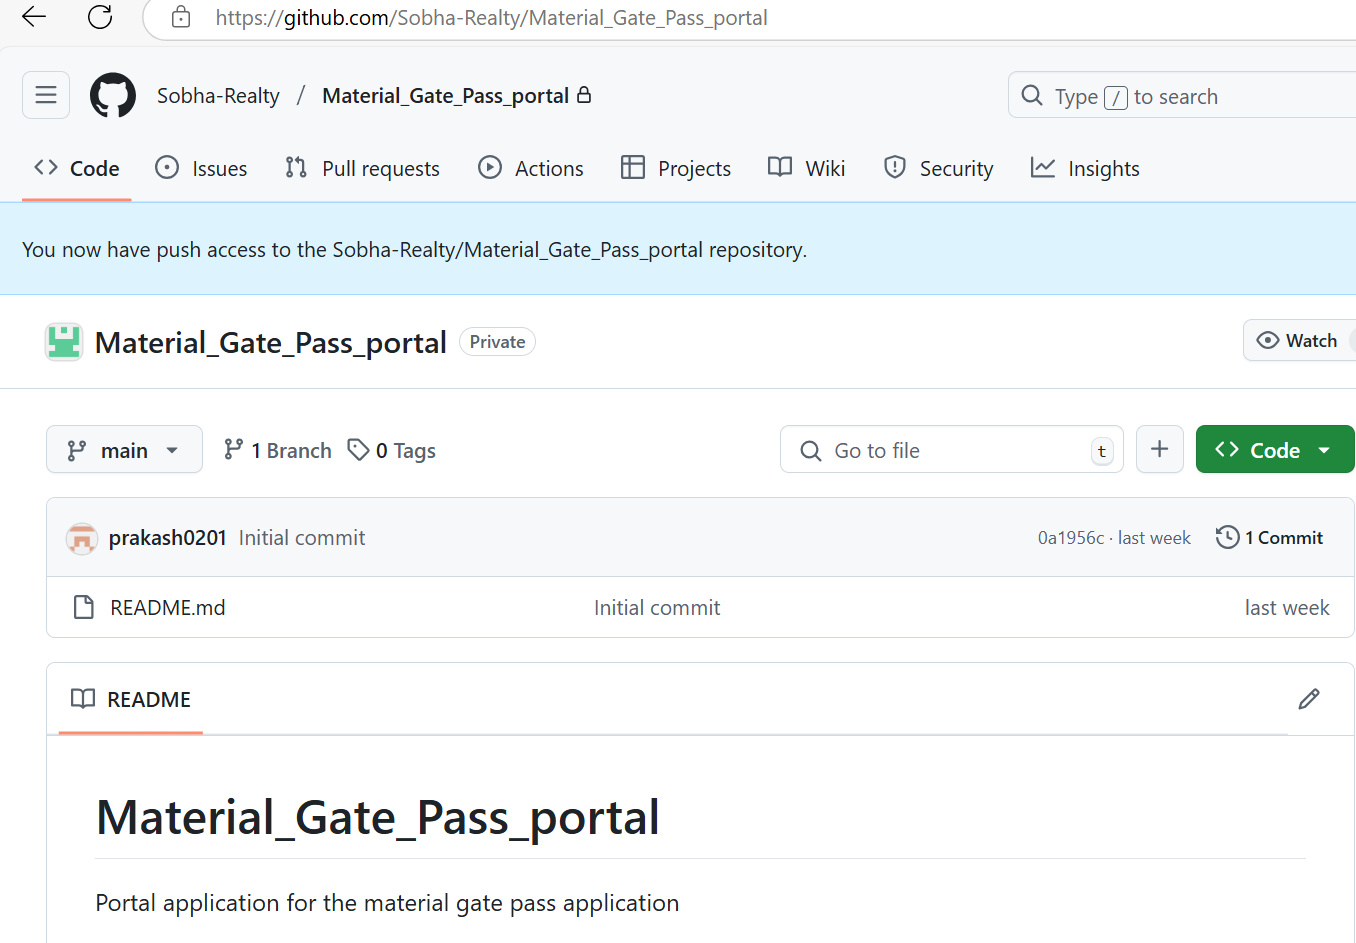 https://github.com/Sobha-Realty/Material_Gate_Pass_portal
Sobha-Realty / Material_Gate_Pass_portal
Type / to search
Code Issues Pull requests Actions Projects Wiki Security Insights
You now have push access to the Sobha-Realty/Material_Gate_Pass_portal repository.
Material_Gate_Pass_portal Private
Watch
main 1 Branch 0 Tags
Go to file t
Code
prakash0201 Initial commit 0a1956c · last week 1 Commit
README.md Initial commit last week
README
Material_Gate_Pass_portal
Portal application for the material gate pass application